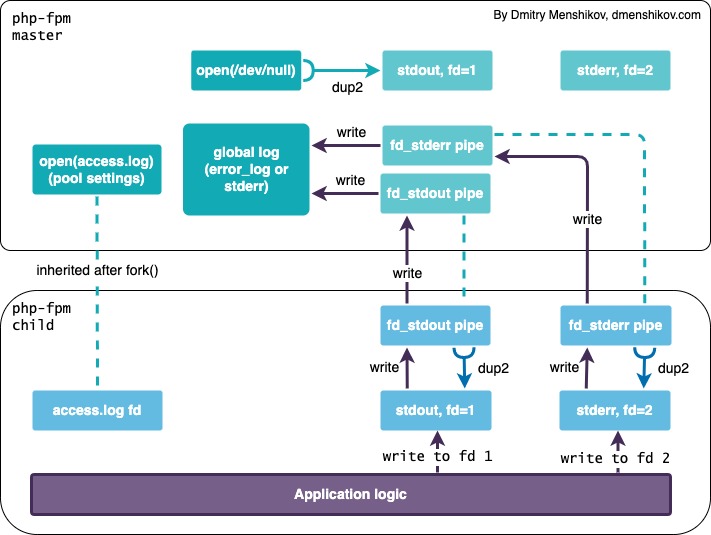 php-fpm
master
By Dmitry Menshikov, dmenshikov.com
open(/dev/null)
dup2
stdout, fd=1
stderr, fd=2
open(access.log)
(pool settings)
global log
(error_log or
stderr)
write
fd_stderr pipe
write
fd_stdout pipe
write
inherited after fork()
write
php-fpm
child
fd_stdout pipe
fd_stderr pipe
write
dup2
write
dup2
access.log fd
stdout, fd=1
stderr, fd=2
write to fd 1
write to fd 2
Application logic